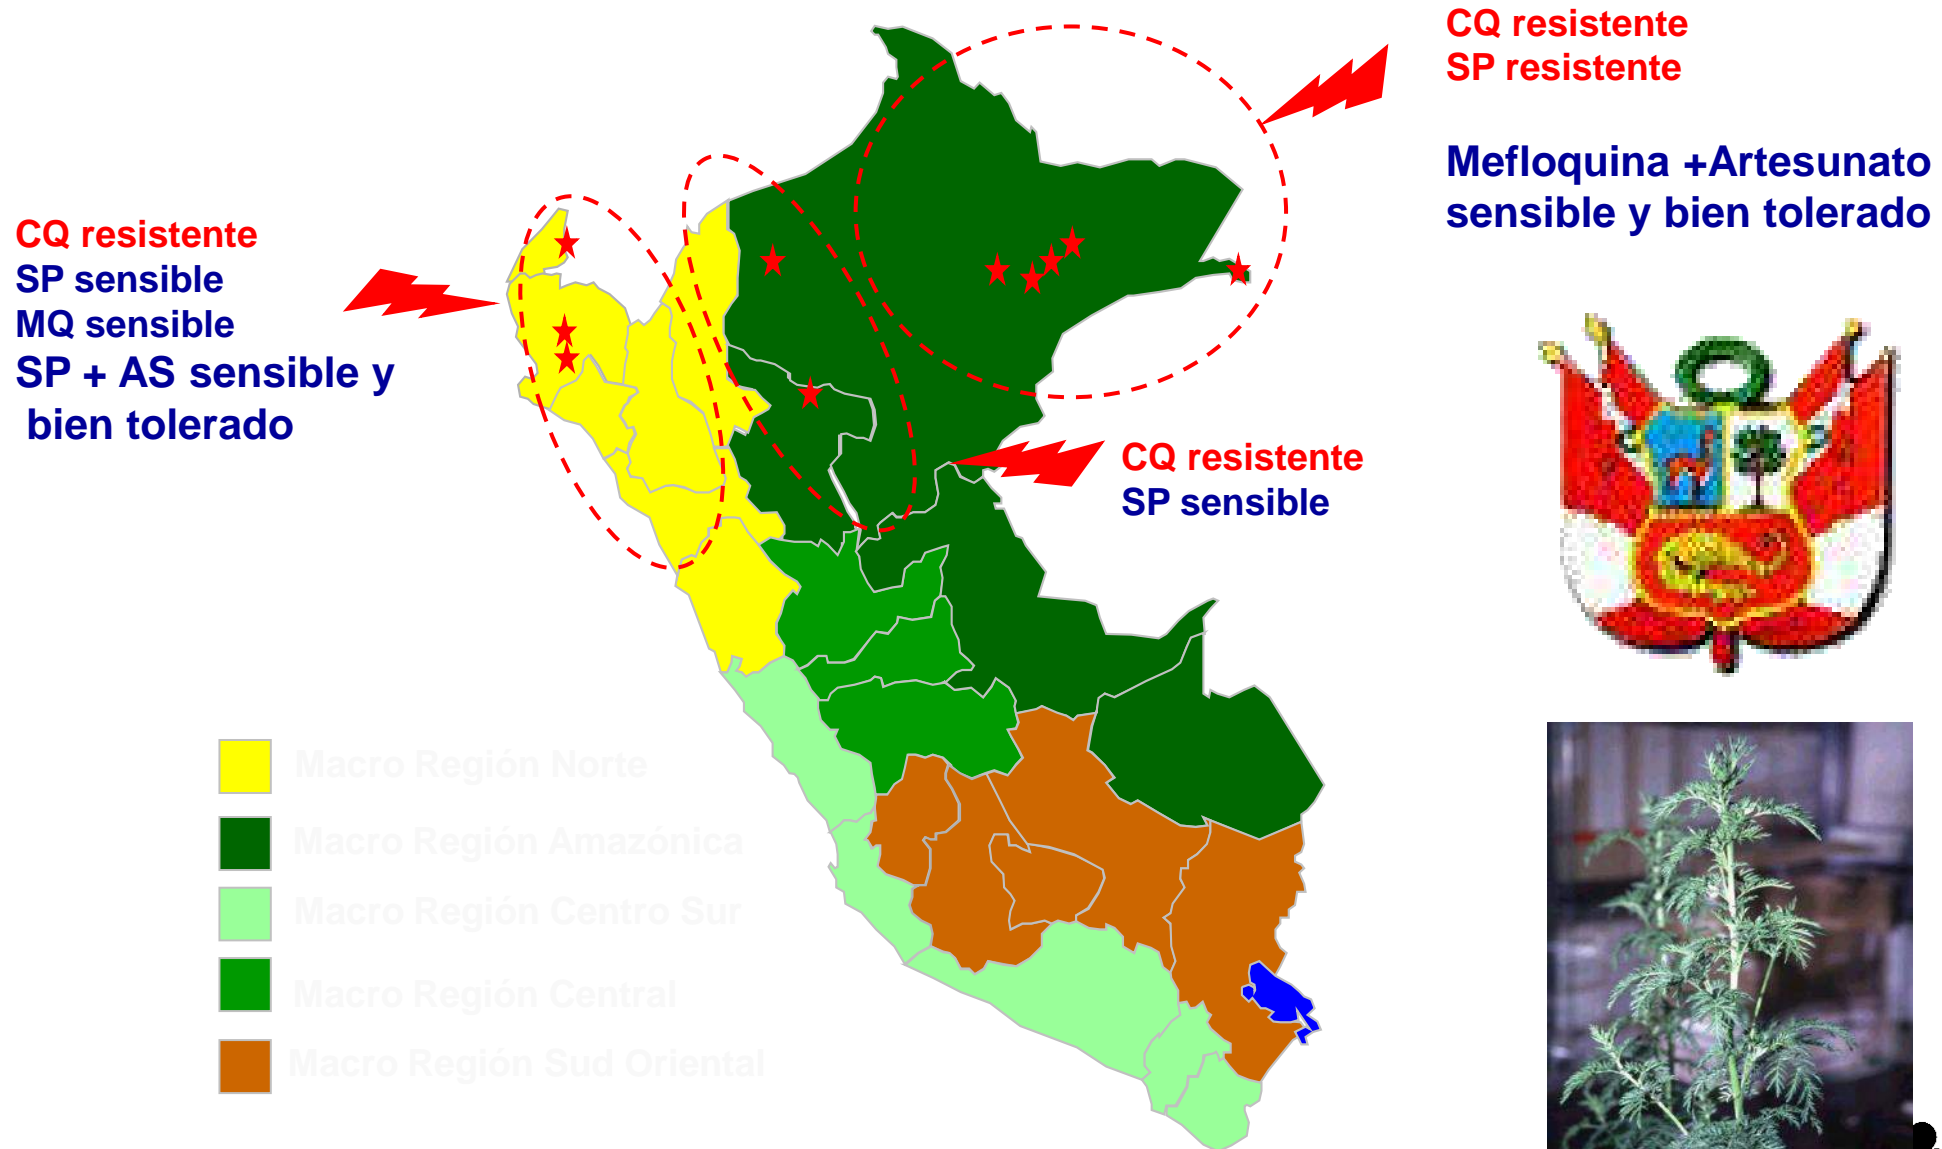 CQ resistente
SP resistente
Mefloquina +Artesunato
sensible y bien tolerado
CQ resistente
SP sensible
MQ sensible
SP + AS sensible y
bien tolerado
CQ resistente
SP sensible
Macro Región Norte
Macro Región Amazónica
Macro Región Centro Sur
Macro Región Central
Macro Región Sud Oriental